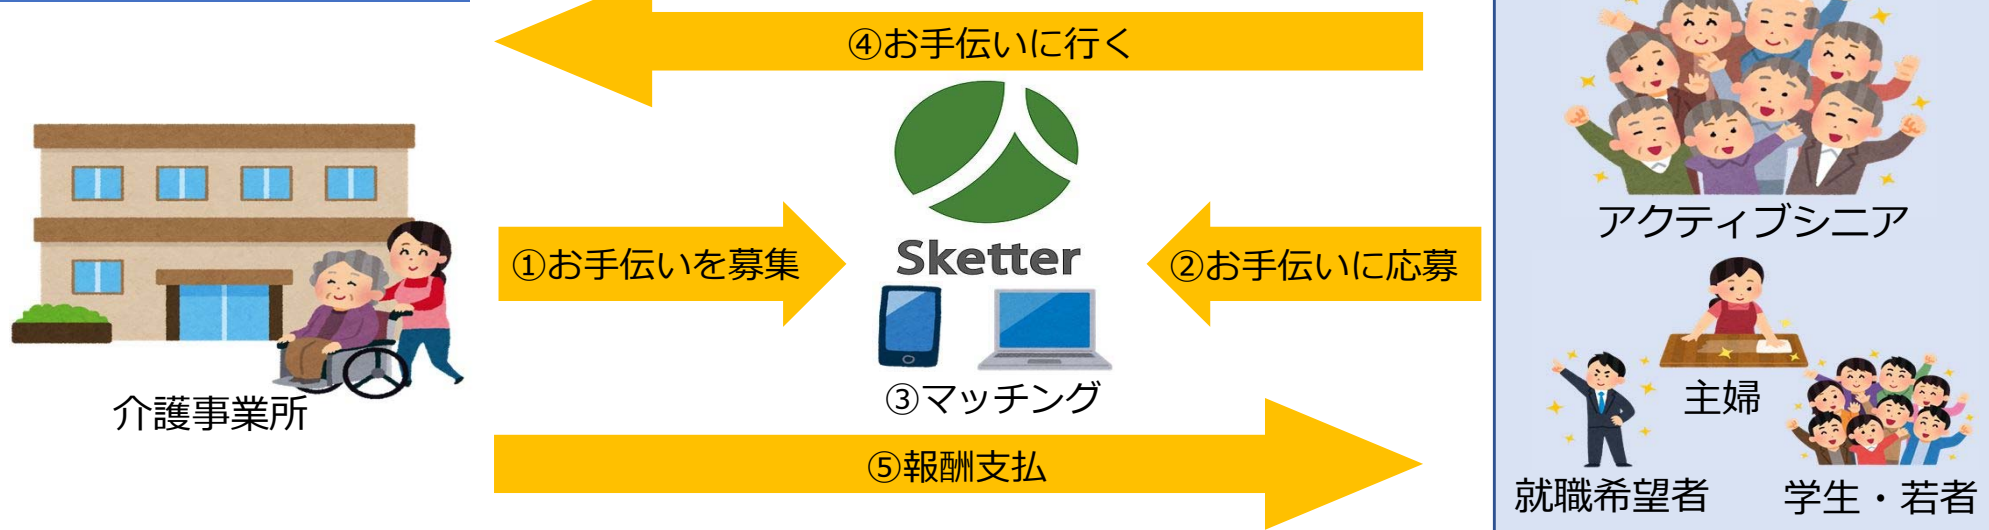 ④お手伝いに行く
アクティブシニア
①お手伝いを募集
Sketter
②お手伝いに応募
③マッチング
主婦
介護事業所
⑤報酬支払
就職希望者
学生・若者